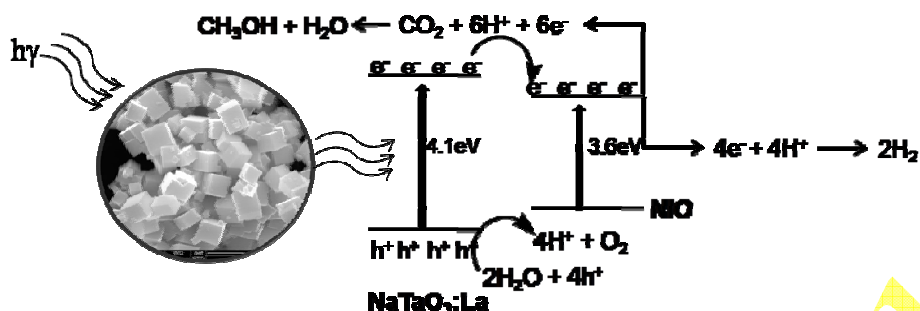 CH₃OH + H₂O ← CO₂ + 6H⁺ + 6e⁻
hγ
e⁻ e⁻ e⁻ e⁻
e⁻ e⁻ e⁻ e⁻
4.1eV
3.6eV
4e⁻ + 4H⁺ → 2H₂
NiO
h⁺ h⁺ h⁺ h⁺
4H⁺ + O₂
2H₂O + 4h⁺
NaTaO₃:La